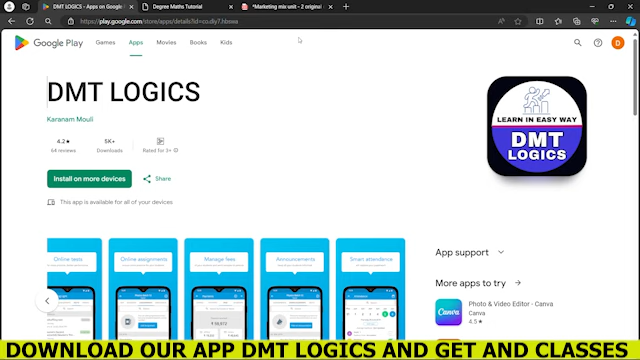 DMT LOGICS - Apps on Google
Degree Maths Tutorial
*Marketing mix unit - 2 original
https://play.google.com/store/apps/details?id=co.diy7.hbxwa
Google Play
Games
Apps
Movies
Books
Kids
D
DMT LOGICS
Karanam Mouli
4.2★
64 reviews
5K+
Downloads
Rated for 3+
Install on more devices
Share
This app is available for all of your devices
LEARN IN EASY WAY
DMT
LOGICS
Online tests
Online assignments
Manage fees
Announcements
Smart attendance
App support
More apps to try
Photo & Video Editor - Canva
Canva
4.5★
Canva
DOWNLOAD OUR APP DMT LOGICS AND GET AND CLASSES